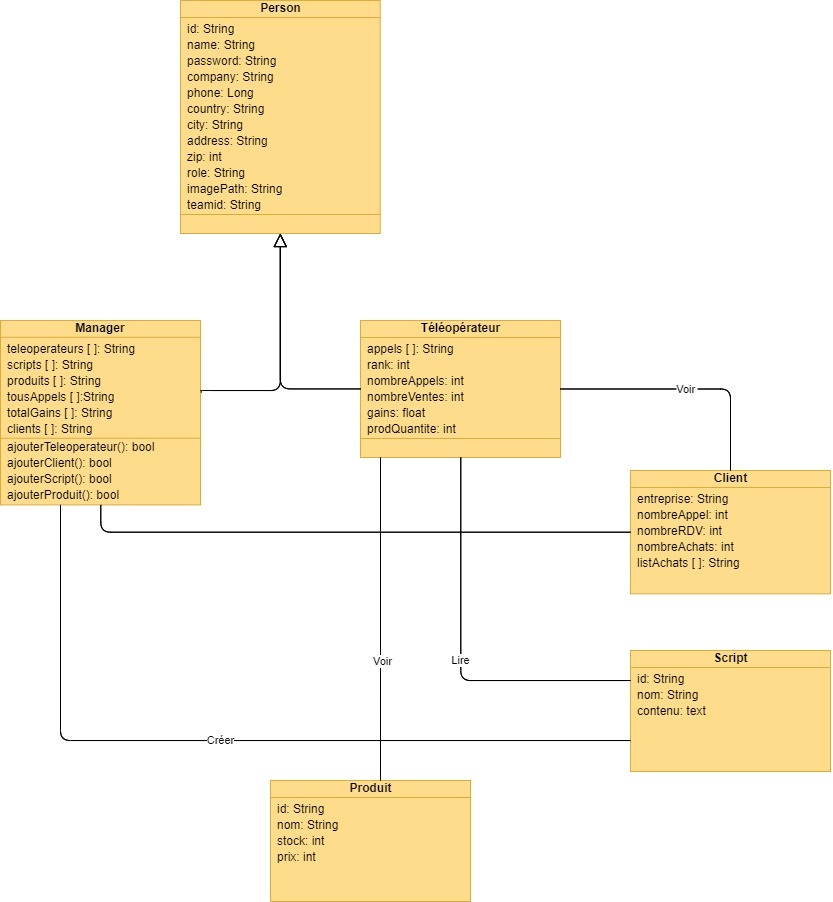 Person
id: String
name: String
password: String
company: String
phone: Long
country: String
city: String
address: String
zip: int
role: String
imagePath: String
teamid: String
Manager
teleoperateurs [ ]: String
scripts [ ]: String
produits [ ]: String
tousAppels [ ]:String
totalGains [ ]: String
clients [ ]: String
ajouterTeleoperateur(): bool
ajouterClient(): bool
ajouterScript(): bool
ajouterProduit(): bool
Téléopérateur
appels [ ]: String
rank: int
nombreAppels: int
nombreVentes: int
gains: float
prodQuantite: int
Voir
Client
entreprise: String
nombreAppel: int
nombreRDV: int
nombreAchats: int
listAchats [ ]: String
Voir
Lire
Script
id: String
nom: String
contenu: text
Créer
Produit
id: String
nom: String
stock: int
prix: int